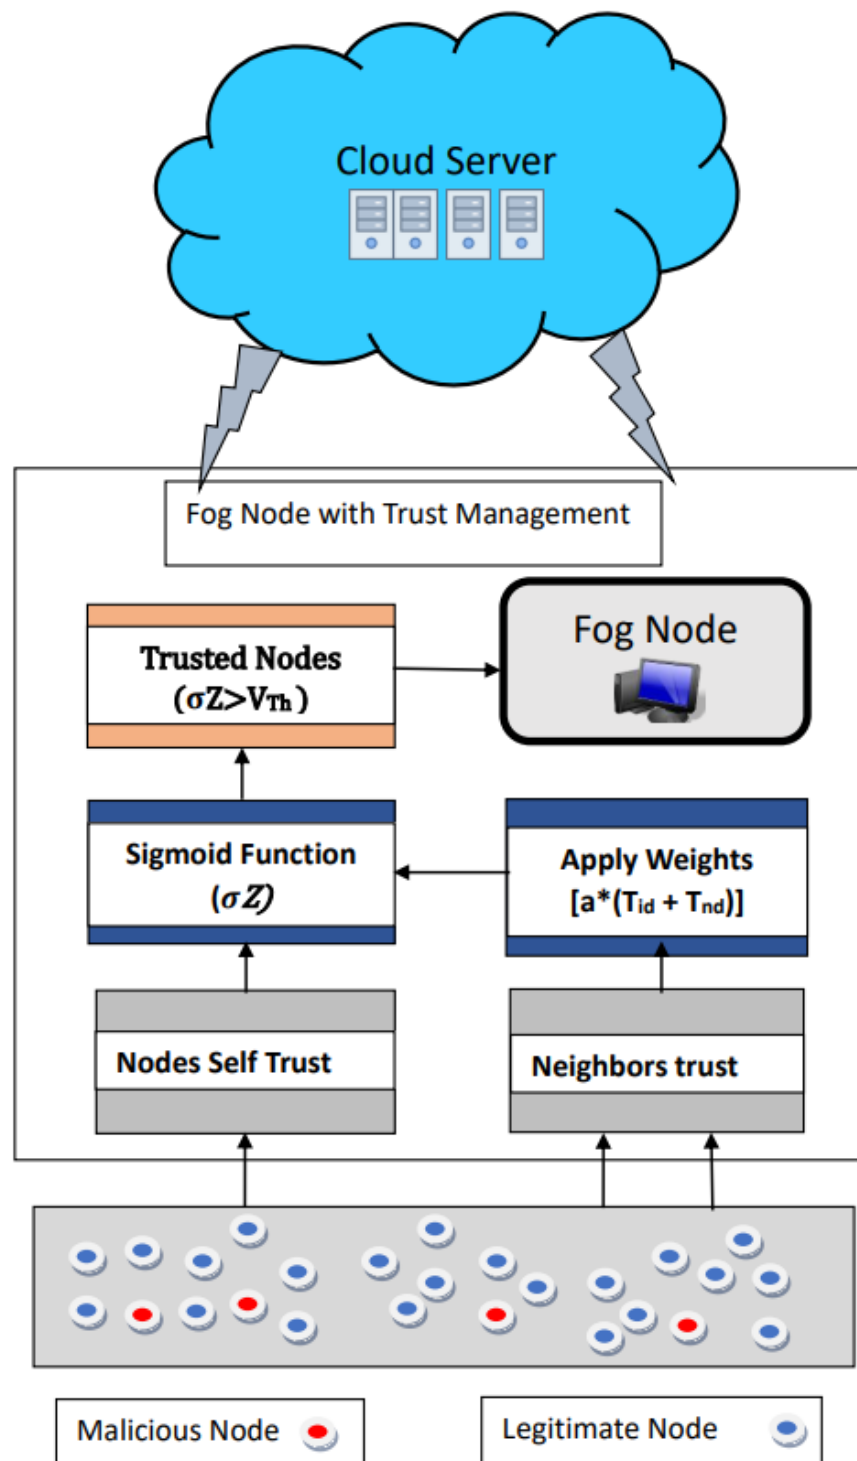 Cloud Server
Fog Node with Trust Management
Trusted Nodes
(σZ>VTh)
Fog Node
Sigmoid Function
(σZ)
Apply Weights
[a*(Tid + Tnd)]
Nodes Self Trust
Neighbors trust
Malicious Node
Legitimate Node